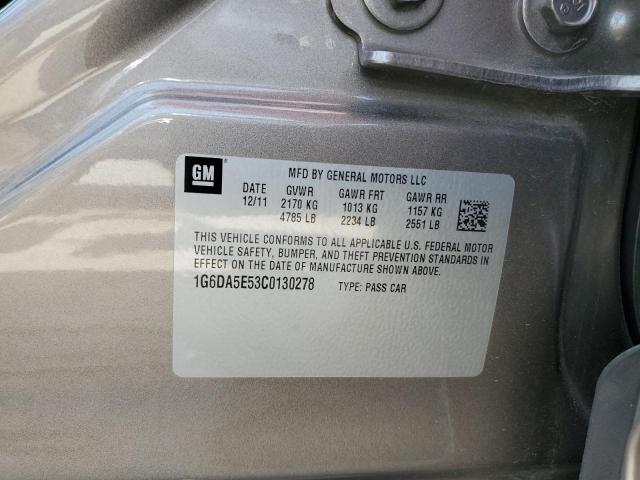 GM
MFD BY GENERAL MOTORS LLC
DATE GVWR GAWR FRT GAWR RR
12/11 2170 KG 1013 KG 1157 KG
4785 LB 2234 LB 2551 LB
THIS VEHICLE CONFORMS TO ALL APPLICABLE U.S. FEDERAL MOTOR
VEHICLE SAFETY, BUMPER, AND THEFT PREVENTION STANDARDS IN
EFFECT ON THE DATE OF MANUFACTURE SHOWN ABOVE.
1G6DA5E53C0130278 TYPE: PASS CAR